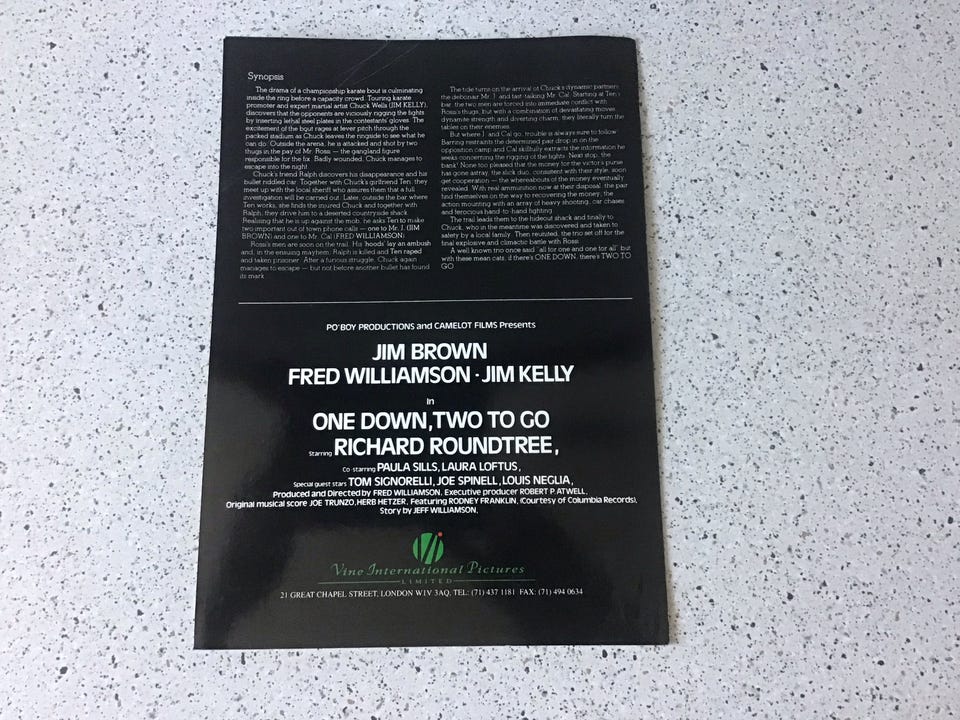 Synopsis
The drama of a championship karate bout is culminating
inside the ring before a capacity crowd. Touring karate
promoter and expert martial artist Chuck Wells (JIM KELLY),
discovers that the opponents are viciously rigging the fights
by inserting lethal steel plates in the contestants' gloves. The
excitement of the bout rages at fever pitch through the
packed stadium as Chuck leaves the ringside to see what he
can do. Outside the arena, he is attacked and shot by two
thugs in the pay of Mr. Ross — the gangland figure
responsible for the fix. Badly wounded, Chuck manages to
escape into the night.
Chuck's friend Ralph discovers his disappearance and his
bullet riddled car. Together with Chuck's girlfriend Teri, they
meet up with the local sheriff who assures them that a full
investigation will be carried out. Later, outside the bar where
Teri works, she finds the injured Chuck and together with
Ralph, they drive him to a deserted countryside shack.
Realising that he is up against the mob, he asks Teri to make
two important out of town phone calls — one to Mr. J. (JIM
BROWN) and one to Mr. Cal (FRED WILLIAMSON).
Ross's men are soon on the trail. His 'hoods' lay an ambush
and, in the ensuing mayhem, Ralph is killed and Teri raped
and taken prisoner. After a furious struggle, Chuck again
manages to escape — but not before another bullet has found
its mark.
The tide turns on the arrival of Chuck's dynamic partners,
the debonair Mr. J. and fast-talking Mr. Cal. Starting at Teri's
bar, the two men are forced into immediate conflict with
Ross's thugs, but with a combination of devastating moves,
dynamite strength and diverting charm, they literally turn the
tables on their enemies.
But where J. and Cal go, trouble is always sure to follow.
Barring restraints the determined pair drop in on the
opposition camp and Cal skilfully extracts the information he
seeks concerning the rigging of the fights. Next stop, the
bank! None too pleased that the money for the victor's purse
has gone astray, the slick duo, consistent with their style, soon
get cooperation — the whereabouts of the money eventually
revealed. With real ammunition now at their disposal, the pair
find themselves on the way to recovering the money, the
action mounting with an array of heavy shooting, car chases
and ferocious hand-to-hand fighting.
The trail leads them to the hideout shack and finally to
Chuck, who in the meantime was discovered and taken to
safety by a local family. Then reunited, the trio set off for the
final explosive and climactic battle with Ross.
A well known trio once said "all for one and one for all" but
with these mean cats, if there's ONE DOWN, there's TWO TO
GO.
PO'BOY PRODUCTIONS and CAMELOT FILMS Presents
JIM BROWN
FRED WILLIAMSON · JIM KELLY
in
ONE DOWN, TWO TO GO
Starring RICHARD ROUNDTREE,
Co-starring PAULA SILLS, LAURA LOFTUS,
Special guest stars TOM SIGNORELLI, JOE SPINELL, LOUIS NEGLIA,
Produced and Directed by FRED WILLIAMSON. Executive producer ROBERT P. ATWELL.
Original musical score JOE TRUNZO, HERB HETZER, Featuring RODNEY FRANKLIN, (Courtesy of Columbia Records).
Story by JEFF WILLIAMSON.
Vine International Pictures
LIMITED
21 GREAT CHAPEL STREET, LONDON W1V 3AQ, TEL: (71) 437 1181 FAX: (71) 494 0634